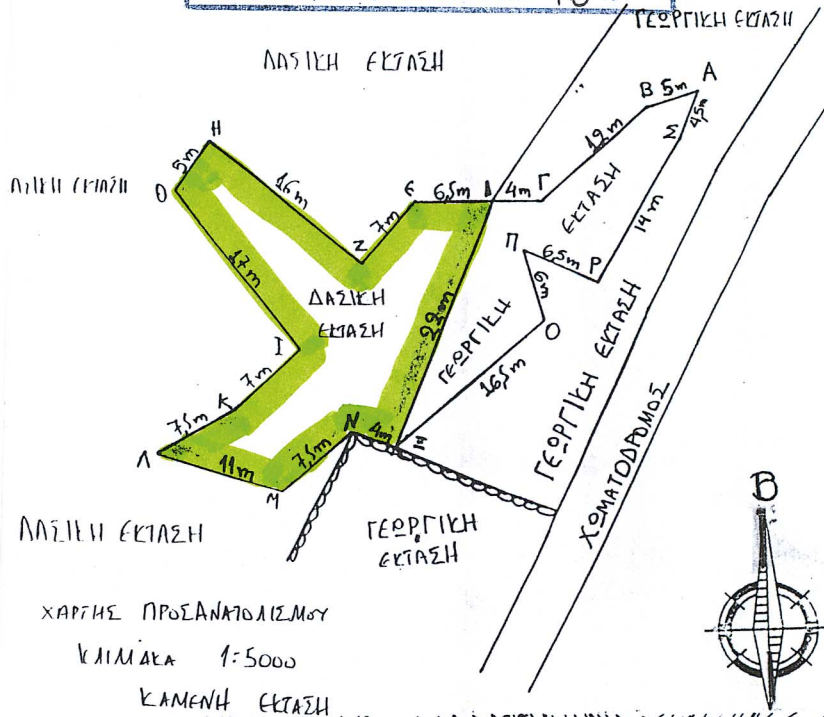 ΓΕΩΡΓΙΚΗ ΕΚΤΑΣΗ
ΔΑΣΙΚΗ ΕΚΤΑΣΗ
Α
Β 5m
4,5m
Σ
Η
5m
12m
Θ
16m
Ε 6,5m Δ 4m Γ
ΕΚΤΑΣΗ
7m
14m
Ζ
Π
6,5m Ρ
6m
17m
ΔΑΣΙΚΗ
ΕΚΤΑΣΗ
22m
ΓΕΩΡΓΙΚΗ
Ο
Ι
16,5m
ΓΕΩΡΓΙΚΗ ΕΚΤΑΣΗ
7m
Κ
7,5m
Ν
4m
Ξ
Λ
11m
7,5m
Μ
ΧΩΜΑΤΟΔΡΟΜΟΣ
Β
ΔΑΣΙΚΗ ΕΚΤΑΣΗ
ΓΕΩΡΓΙΚΗ
ΕΚΤΑΣΗ
ΧΑΡΤΗΣ ΠΡΟΣΑΝΑΤΟΛΙΣΜΟΥ
ΚΛΙΜΑΚΑ 1:5000
ΚΑΜΕΝΗ ΕΚΤΑΣΗ